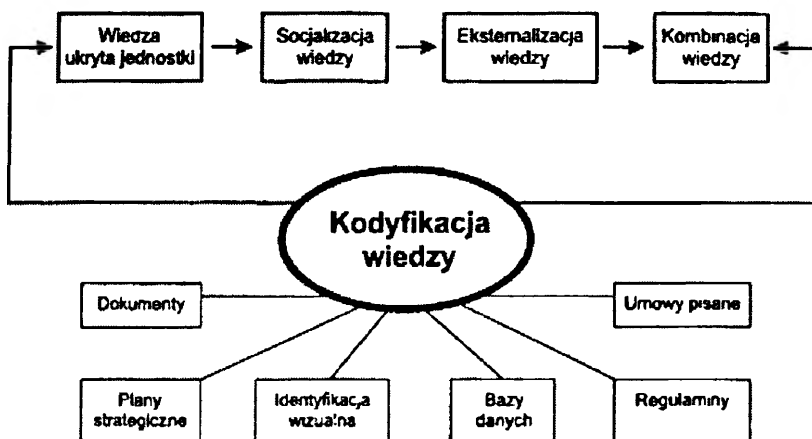 Wiedza
ukryta jednostki
Socjalizacja
wiedzy
Eksternalizacja
wiedzy
Kombinacja
wiedzy
Kodyfikacja
wiedzy
Dokumenty
Umowy pisane
Plany
strategiczne
Identyfikacja
wizualna
Bazy
danych
Regulaminy